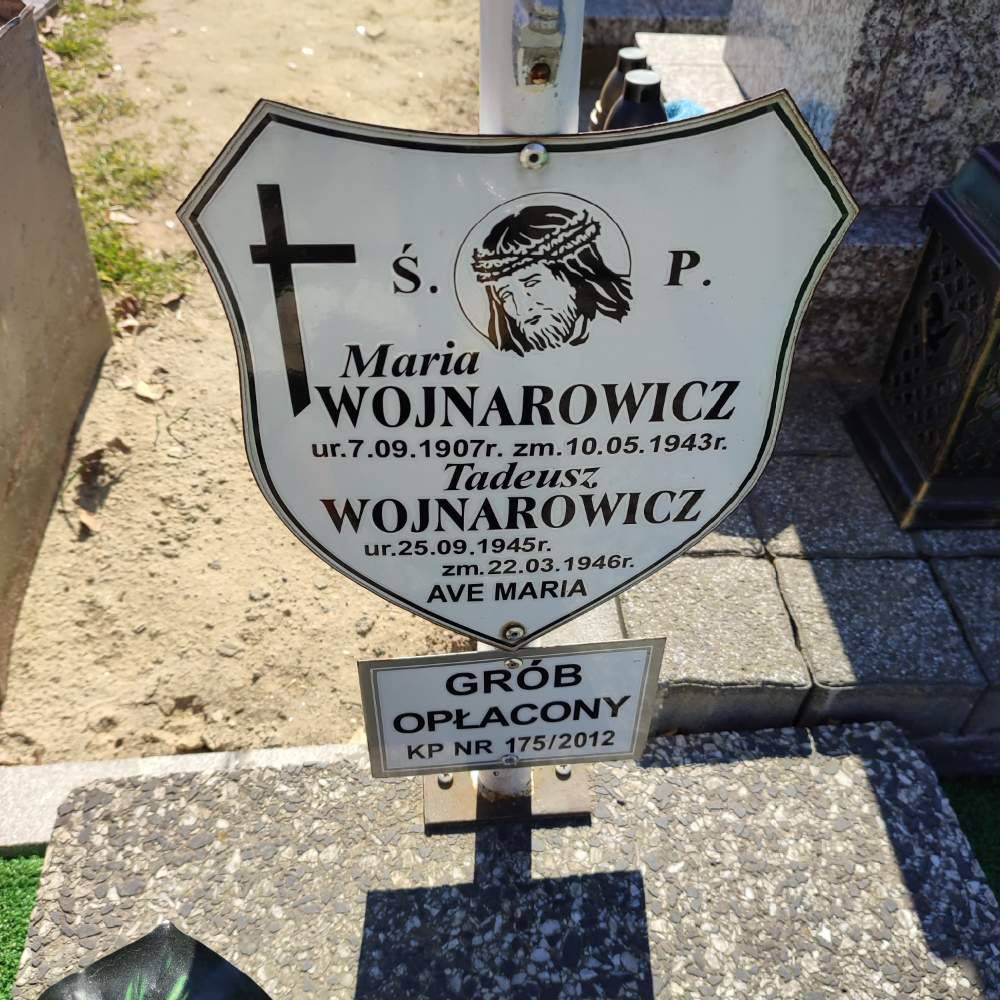 Ś. P.
Maria
WOJNAROWICZ
ur.7.09.1907r. zm.10.05.1943r.
Tadeusz
WOJNAROWICZ
ur.25.09.1945r.
zm.22.03.1946r.
AVE MARIA
GRÓB
OPŁACONY
KP NR 175/2012